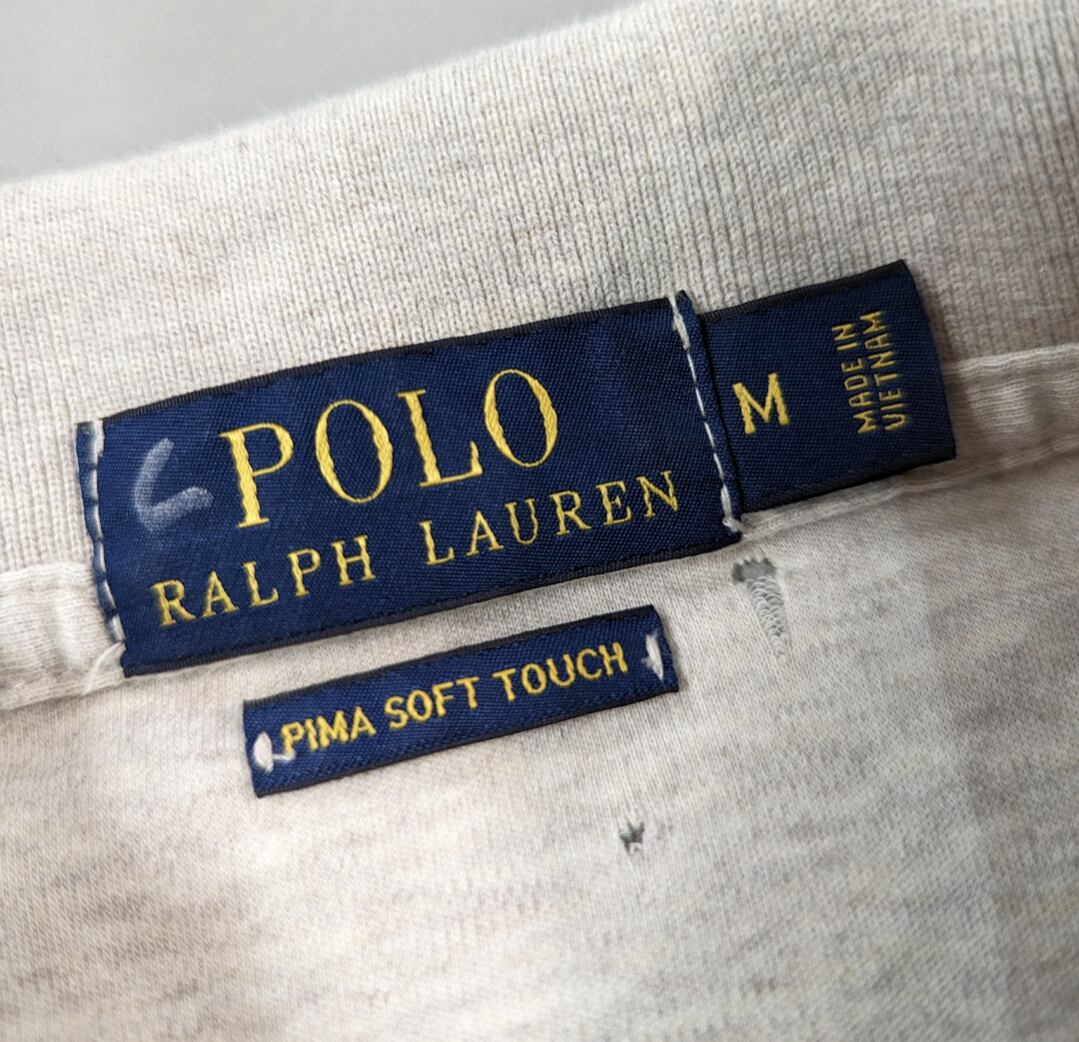 POLO
RALPH LAUREN
M
MADE IN
VIETNAM
PIMA SOFT TOUCH